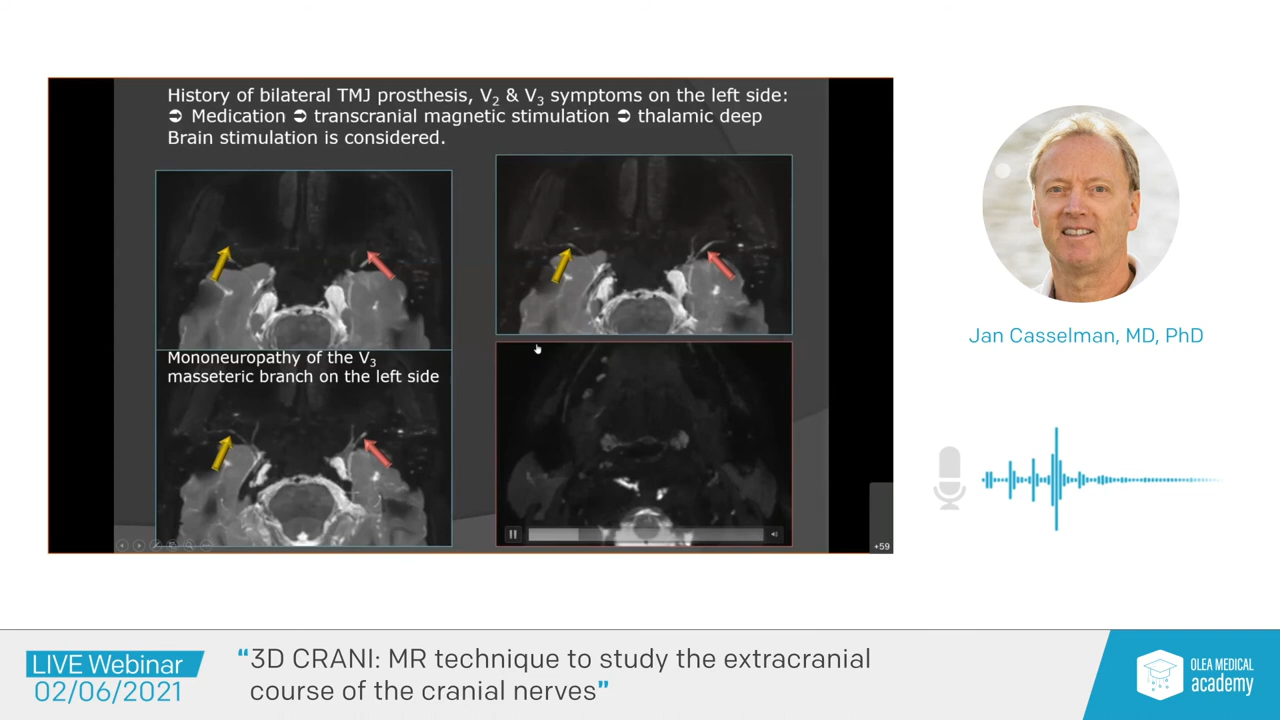 History of bilateral TMJ prosthesis, V2 & V3 symptoms on the left side:
➲ Medication ➲ transcranial magnetic stimulation ➲ thalamic deep
Brain stimulation is considered.
Mononeuropathy of the V3
masseteric branch on the left side
+59
Jan Casselman, MD, PhD
LIVE Webinar
02/06/2021
“3D CRANI: MR technique to study the extracranial
course of the cranial nerves”
OLEA MEDICAL
academy